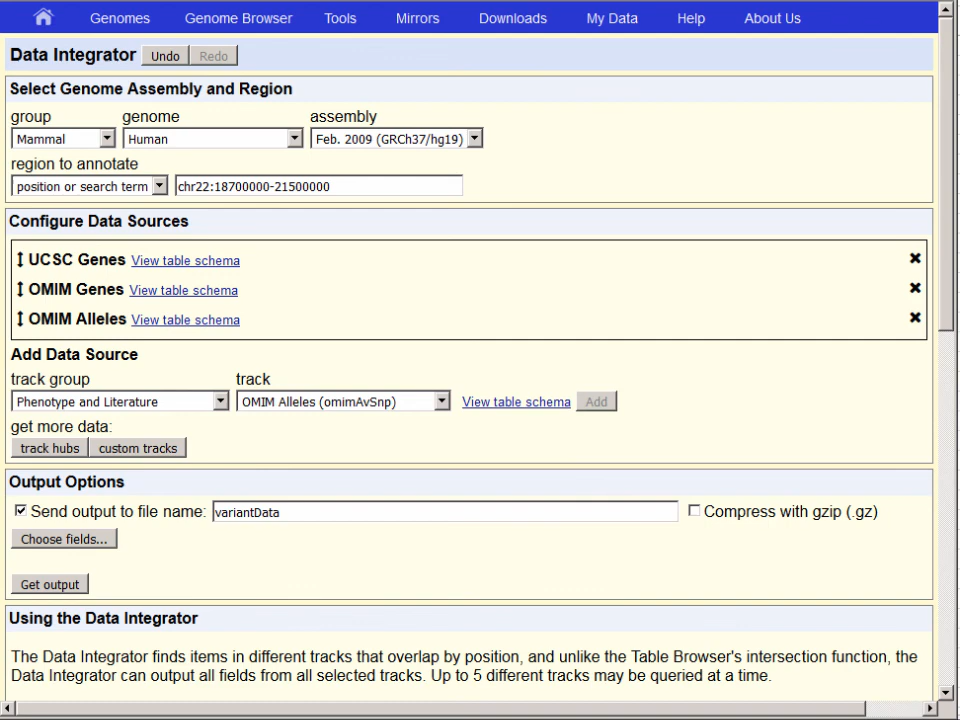 Genomes Genome Browser Tools Mirrors Downloads My Data Help About Us
Data Integrator Undo Redo
Select Genome Assembly and Region
group genome assembly
Mammal Human Feb. 2009 (GRCh37/hg19)
region to annotate
position or search term chr22:18700000-21500000
Configure Data Sources
UCSC Genes View table schema
OMIM Genes View table schema
OMIM Alleles View table schema
Add Data Source
track group track
Phenotype and Literature OMIM Alleles (omimAvSnp) View table schema Add
get more data:
track hubs custom tracks
Output Options
Send output to file name: variantData Compress with gzip (.gz)
Choose fields...
Get output
Using the Data Integrator
The Data Integrator finds items in different tracks that overlap by position, and unlike the Table Browser's intersection function, the
Data Integrator can output all fields from all selected tracks. Up to 5 different tracks may be queried at a time.